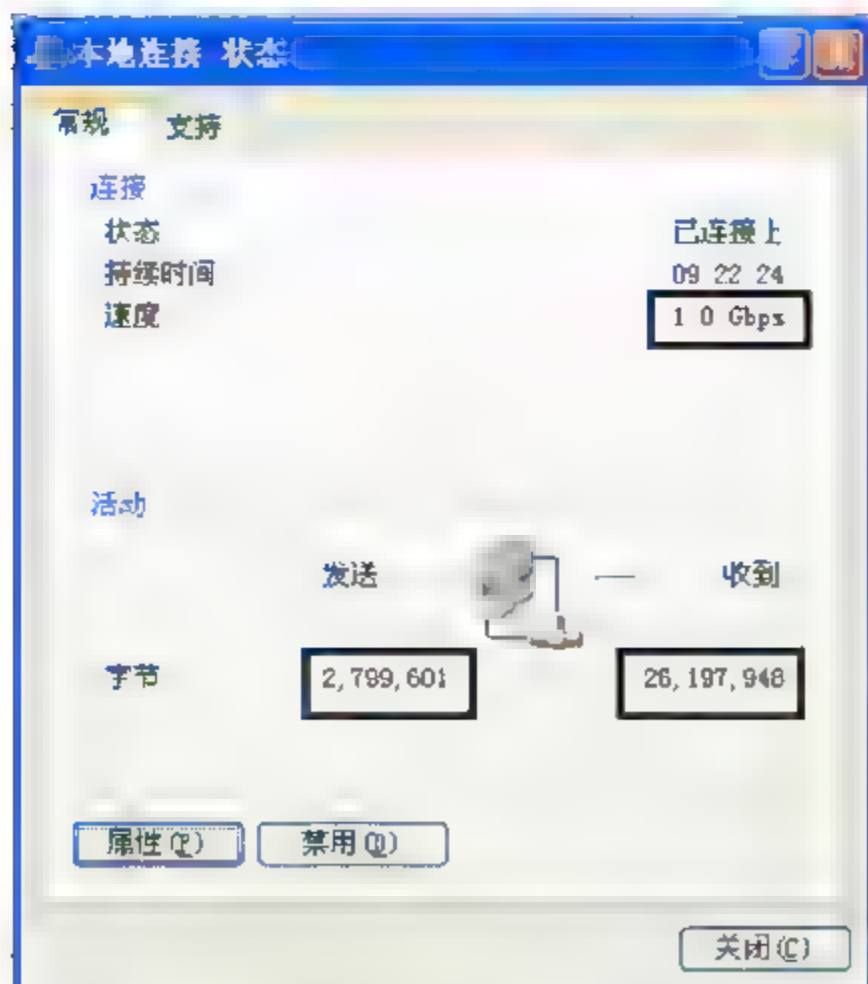 本地连接 状态
常规 支持
连接
状态 已连接上
持续时间 09 22 24
速度 1 0 Gbps
活动
发送 — 收到
字节 2,799,601 26,197,948
属性(P) 禁用(D)
关闭(C)